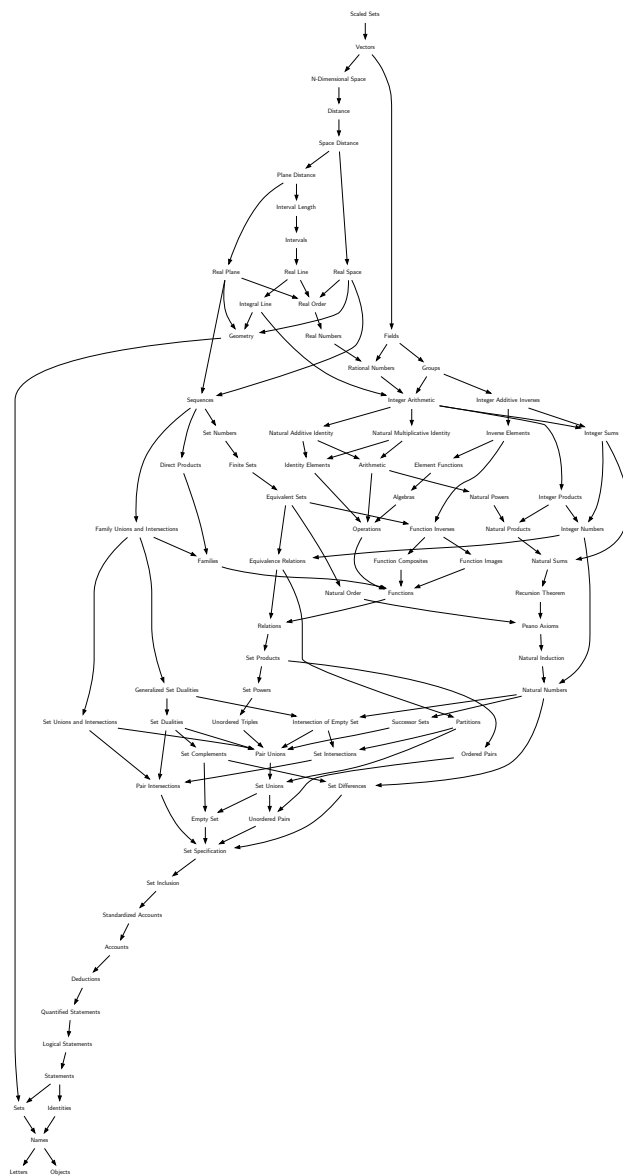 Scaled Sets
Vectors
N-Dimensional Space
Distance
Space Distance
Plane Distance
Interval Length
Intervals
Real Plane Real Line Real Space
Integral Line Real Order
Geometry Real Numbers Fields
Rational Numbers Groups
Sequences Integer Arithmetic Integer Additive Inverses
Set Numbers Natural Additive Identity Natural Multiplicative Identity Inverse Elements Integer Sums
Direct Products Finite Sets Identity Elements Arithmetic Element Functions
Equivalent Sets Algebras Natural Powers Integer Products
Family Unions and Intersections Operations Function Inverses Natural Products Integer Numbers
Families Equivalence Relations Function Composites Function Images Natural Sums
Natural Order Functions Recursion Theorem
Relations Peano Axioms
Set Products Natural Induction
Generalized Set Dualities Set Powers Natural Numbers
Set Unions and Intersections Set Dualities Unordered Triples Intersection of Empty Set Successor Sets Partitions
Set Complements Pair Unions Set Intersections Ordered Pairs
Pair Intersections Set Unions Set Differences
Empty Set Unordered Pairs
Set Specification
Set Inclusion
Standardized Accounts
Accounts
Deductions
Quantified Statements
Logical Statements
Statements
Sets Identities
Names
Letters Objects